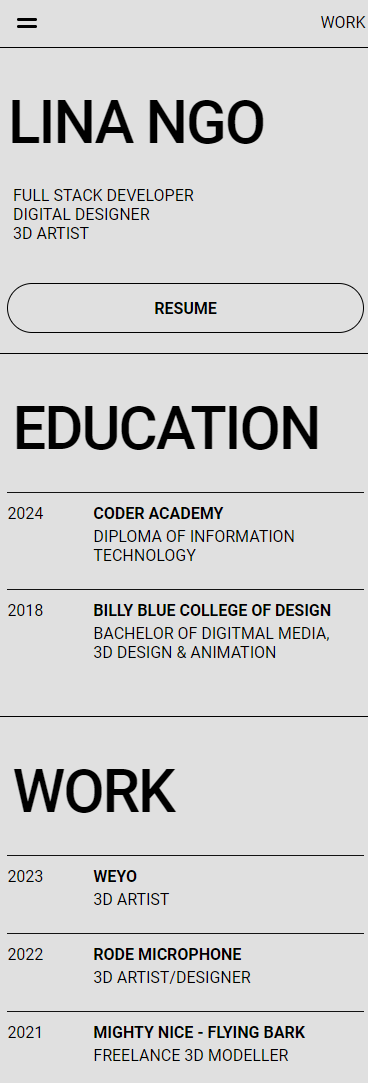 WORK
LINA NGO
FULL STACK DEVELOPER
DIGITAL DESIGNER
3D ARTIST
RESUME
EDUCATION
2024 CODER ACADEMY
DIPLOMA OF INFORMATION
TECHNOLOGY
2018 BILLY BLUE COLLEGE OF DESIGN
BACHELOR OF DIGITMAL MEDIA,
3D DESIGN & ANIMATION
WORK
2023 WEYO
3D ARTIST
2022 RODE MICROPHONE
3D ARTIST/DESIGNER
2021 MIGHTY NICE - FLYING BARK
FREELANCE 3D MODELLER